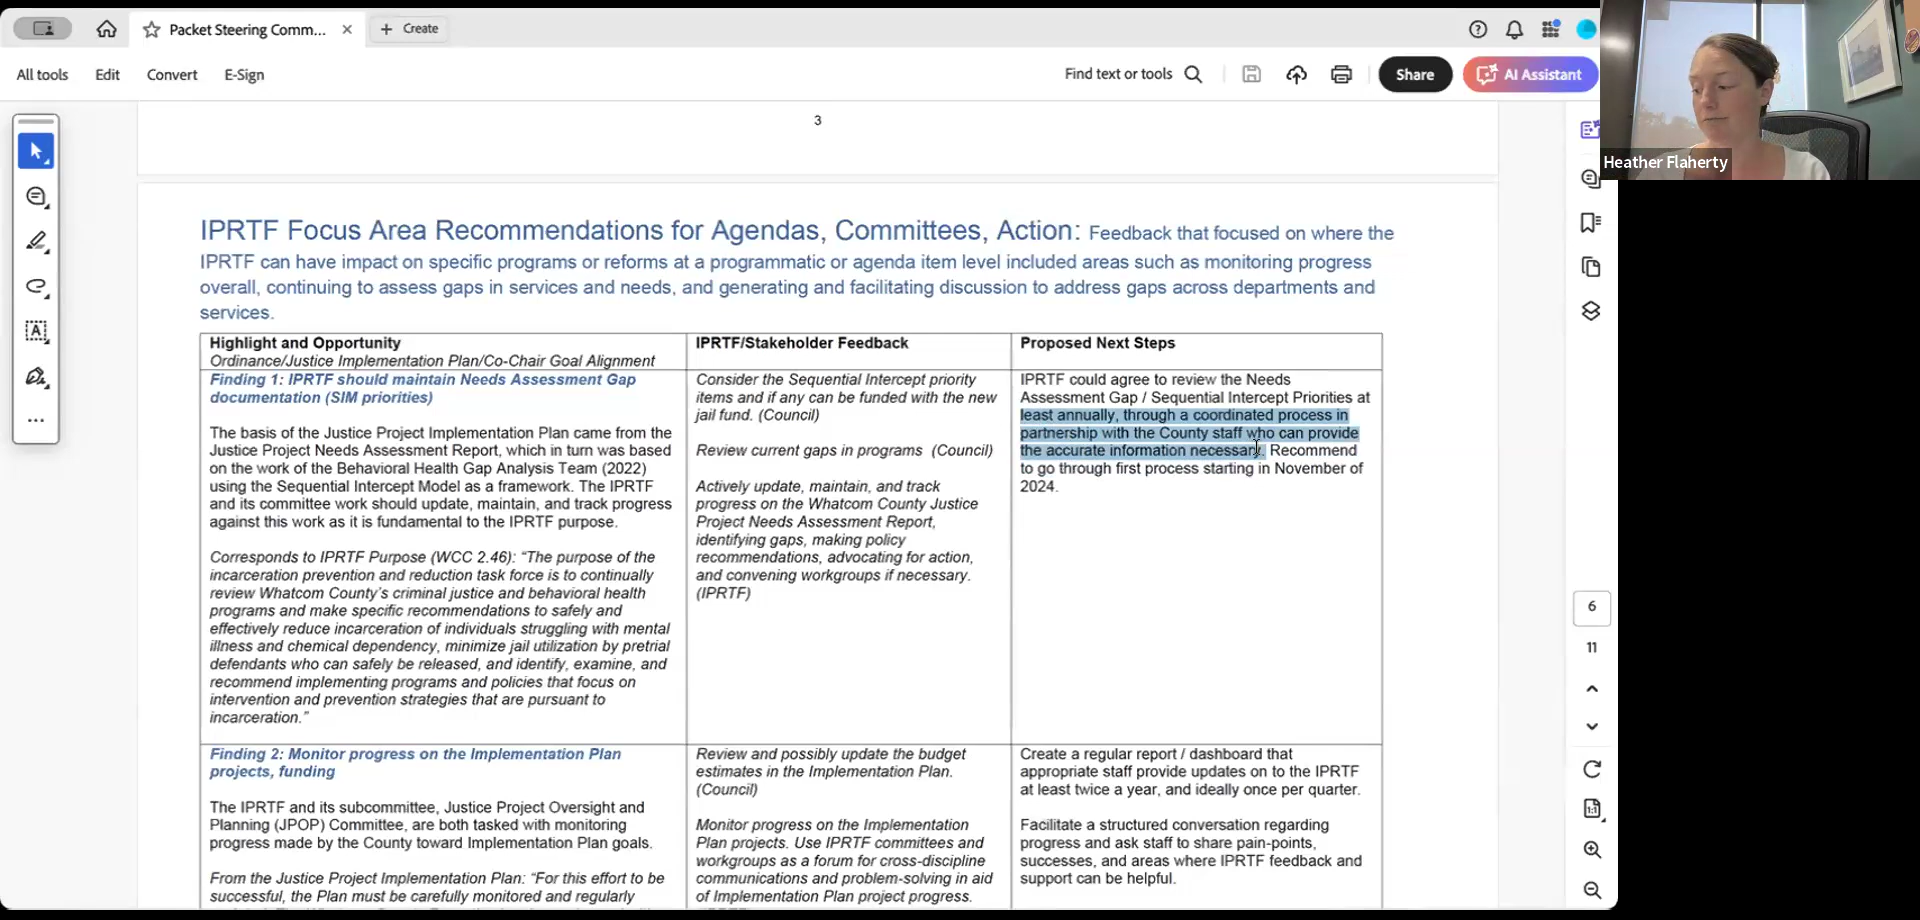 Packet Steering Comm...
Create
All tools
Edit
Convert
E-Sign
Find text or tools
Share
AI Assistant
Heather Flaherty
3
IPRTF Focus Area Recommendations for Agendas, Committees, Action: Feedback that focused on where the
IPRTF can have impact on specific programs or reforms at a programmatic or agenda item level included areas such as monitoring progress
overall, continuing to assess gaps in services and needs, and generating and facilitating discussion to address gaps across departments and
services.
Highlight and Opportunity
Ordinance/Justice Implementation Plan/Co-Chair Goal Alignment
IPRTF/Stakeholder Feedback
Proposed Next Steps
Finding 1: IPRTF should maintain Needs Assessment Gap
documentation (SIM priorities)
The basis of the Justice Project Implementation Plan came from the
Justice Project Needs Assessment Report, which in turn was based
on the work of the Behavioral Health Gap Analysis Team (2022)
using the Sequential Intercept Model as a framework. The IPRTF
and its committee work should update, maintain, and track progress
against this work as it is fundamental to the IPRTF purpose.
Corresponds to IPRTF Purpose (WCC 2.46): “The purpose of the
incarceration prevention and reduction task force is to continually
review Whatcom County’s criminal justice and behavioral health
programs and make specific recommendations to safely and
effectively reduce incarceration of individuals struggling with mental
illness and chemical dependency, minimize jail utilization by pretrial
defendants who can safely be released, and identify, examine, and
recommend implementing programs and policies that focus on
intervention and prevention strategies that are pursuant to
incarceration.”
Consider the Sequential Intercept priority
items and if any can be funded with the new
jail fund. (Council)
Review current gaps in programs (Council)
Actively update, maintain, and track
progress on the Whatcom County Justice
Project Needs Assessment Report,
identifying gaps, making policy
recommendations, advocating for action,
and convening workgroups if necessary.
(IPRTF)
IPRTF could agree to review the Needs
Assessment Gap / Sequential Intercept Priorities at
least annually, through a coordinated process in
partnership with the County staff who can provide
the accurate information necessary. Recommend
to go through first process starting in November of
2024.
Finding 2: Monitor progress on the Implementation Plan
projects, funding
The IPRTF and its subcommittee, Justice Project Oversight and
Planning (JPOP) Committee, are both tasked with monitoring
progress made by the County toward Implementation Plan goals.
From the Justice Project Implementation Plan: “For this effort to be
successful, the Plan must be carefully monitored and regularly
Review and possibly update the budget
estimates in the Implementation Plan.
(Council)
Monitor progress on the Implementation
Plan projects. Use IPRTF committees and
workgroups as a forum for cross-discipline
communications and problem-solving in aid
of Implementation Plan project progress.
Create a regular report / dashboard that
appropriate staff provide updates on to the IPRTF
at least twice a year, and ideally once per quarter.
Facilitate a structured conversation regarding
progress and ask staff to share pain-points,
successes, and areas where IPRTF feedback and
support can be helpful.
6
11